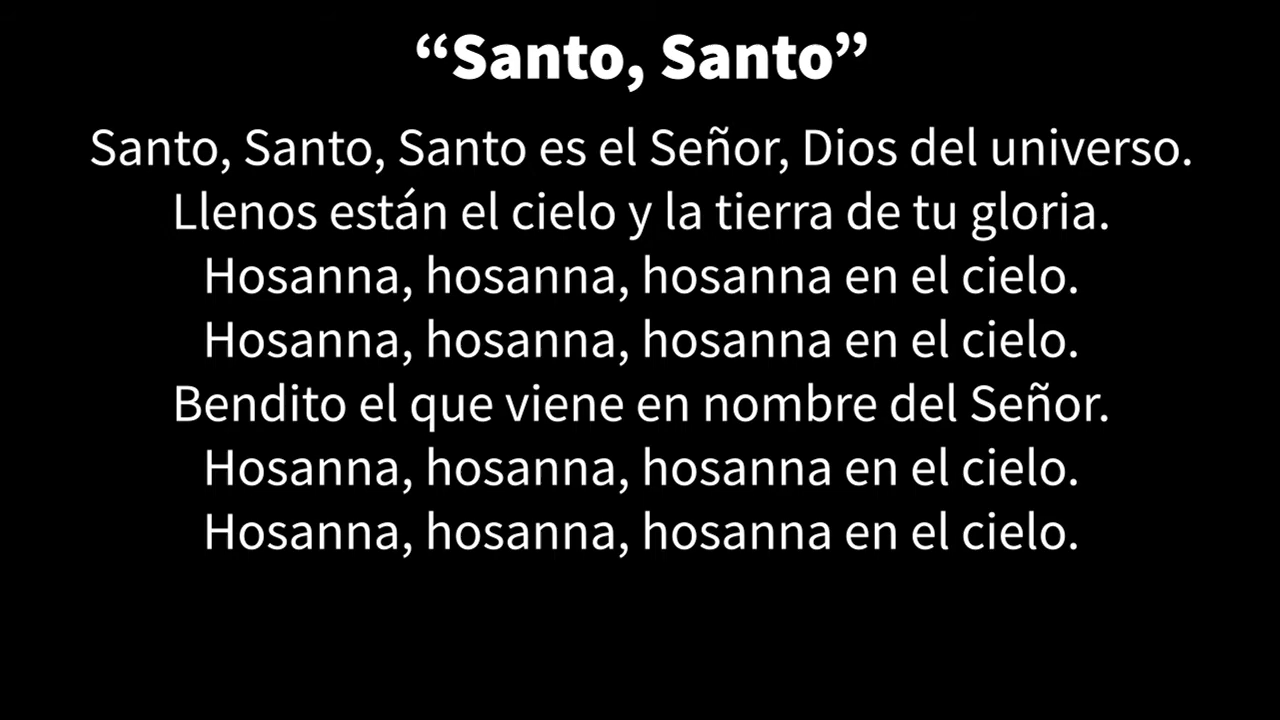 “Santo, Santo”
Santo, Santo, Santo es el Señor, Dios del universo.
Llenos están el cielo y la tierra de tu gloria.
Hosanna, hosanna, hosanna en el cielo.
Hosanna, hosanna, hosanna en el cielo.
Bendito el que viene en nombre del Señor.
Hosanna, hosanna, hosanna en el cielo.
Hosanna, hosanna, hosanna en el cielo.